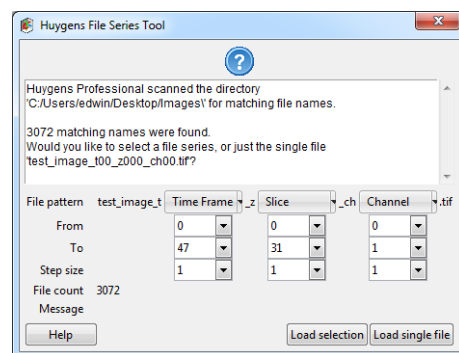 Huygens File Series Tool
x
?
Huygens Professional scanned the directory
'C:/Users/edwin/Desktop/Images\' for matching file names.
3072 matching names were found.
Would you like to select a file series, or just the single file
'test_image_t00_z000_ch00.tif'?
File pattern test_image_t Time Frame _z Slice _ch Channel .tif
From 0 0 0
To 47 31 1
Step size 1 1 1
File count 3072
Message
Help Load selection Load single file